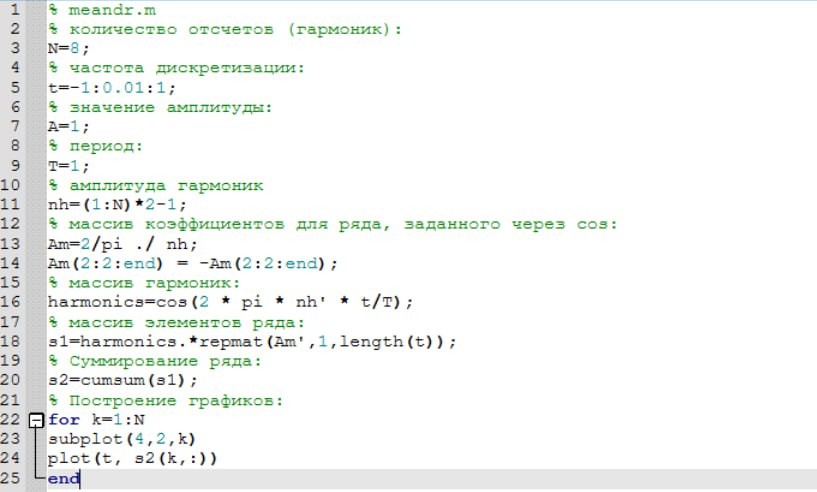 1 % meandr.m
2 % количество отсчетов (гармоник):
3 N=8;
4 % частота дискретизации:
5 t=-1:0.01:1;
6 % значение амплитуды:
7 A=1;
8 % период:
9 T=1;
10 % амплитуда гармоник
11 nh=(1:N)*2-1;
12 % массив коэффициентов для ряда, заданного через cos:
13 Am=2/pi ./ nh;
14 Am(2:2:end) = -Am(2:2:end);
15 % массив гармоник:
16 harmonics=cos(2 * pi * nh' * t/T);
17 % массив элементов ряда:
18 s1=harmonics.*repmat(Am',1,length(t));
19 % Суммирование ряда:
20 s2=cumsum(s1);
21 % Построение графиков:
22 for k=1:N
23 subplot(4,2,k)
24 plot(t, s2(k,:))
25 end